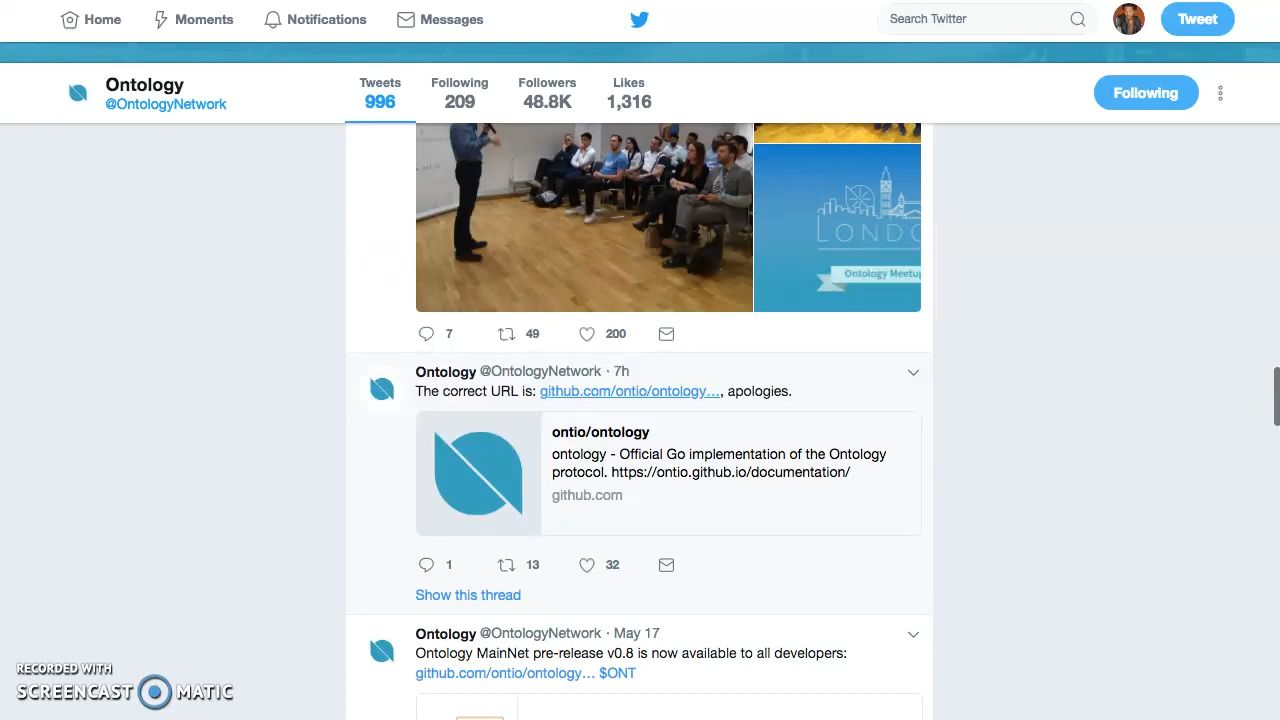 Home
Moments
Notifications
Messages
Search Twitter
Tweet
Ontology
@OntologyNetwork
Tweets
996
Following
209
Followers
48.8K
Likes
1,316
Following
LONDO
Ontology Meetup
7
49
200
Ontology @OntologyNetwork · 7h
The correct URL is: github.com/ontio/ontology…, apologies.
ontio/ontology
ontology - Official Go implementation of the Ontology
protocol. https://ontio.github.io/documentation/
github.com
1
13
32
Show this thread
Ontology @OntologyNetwork · May 17
Ontology MainNet pre-release v0.8 is now available to all developers:
github.com/ontio/ontology… $ONT
RECORDED WITH
SCREENCAST MATIC